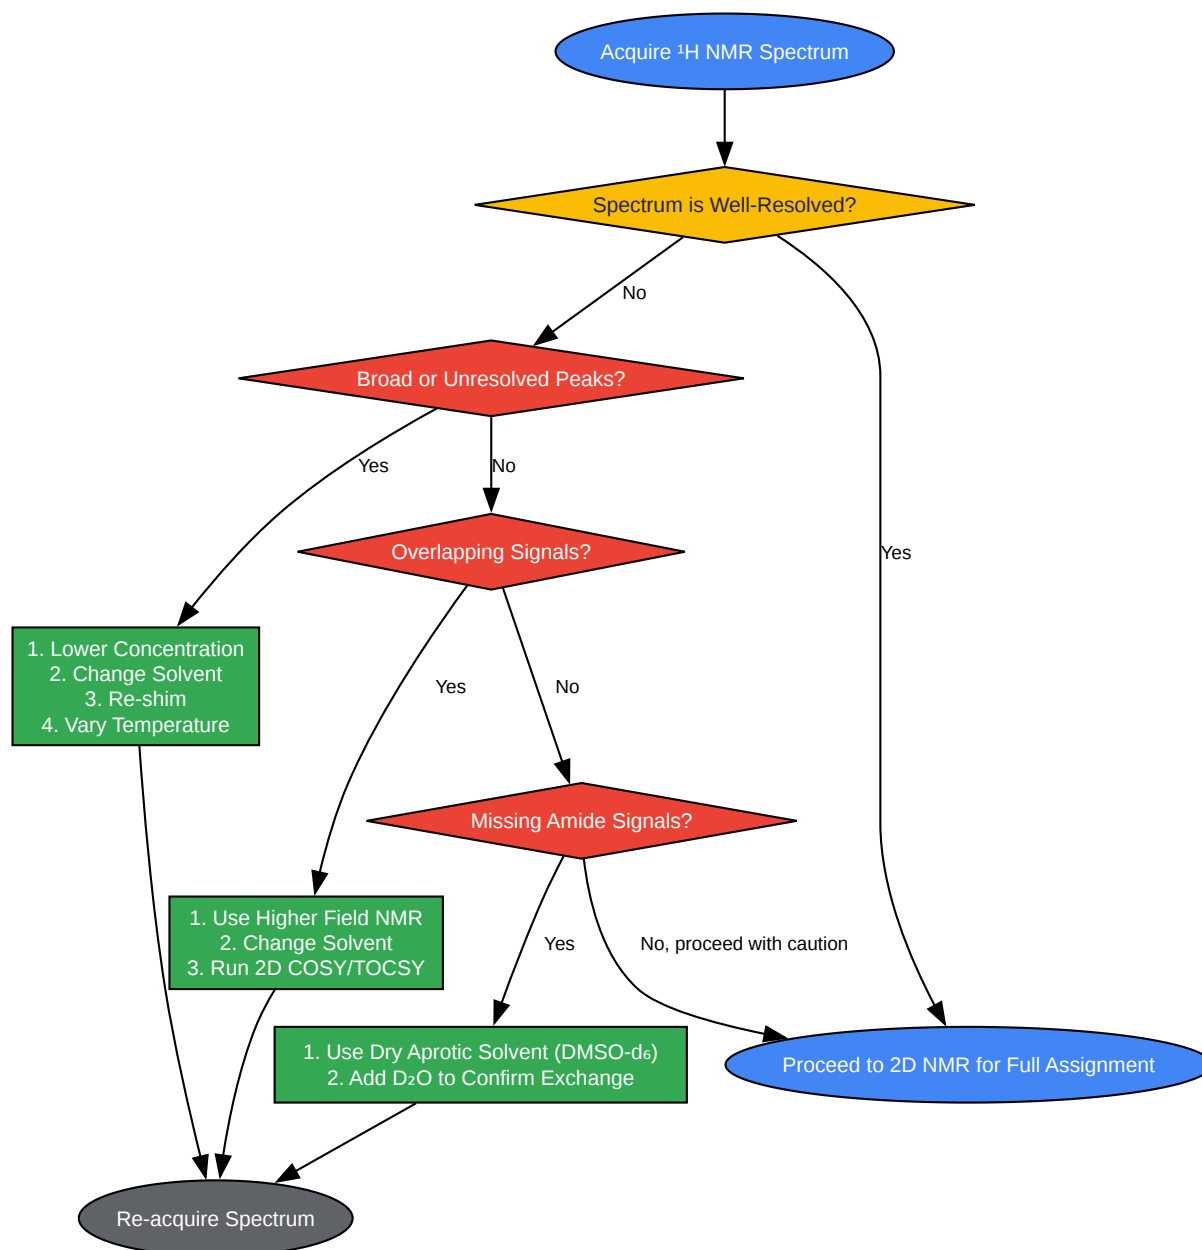 Acquire ¹H NMR Spectrum
Spectrum is Well-Resolved?
No
Broad or Unresolved Peaks?
Yes
No
Overlapping Signals?
Yes
1. Lower Concentration
2. Change Solvent
3. Re-shim
4. Vary Temperature
Yes
No
Missing Amide Signals?
1. Use Higher Field NMR
2. Change Solvent
3. Run 2D COSY/TOCSY
Yes
No, proceed with caution
1. Use Dry Aprotic Solvent (DMSO-d₆)
2. Add D₂O to Confirm Exchange
Proceed to 2D NMR for Full Assignment
Re-acquire Spectrum